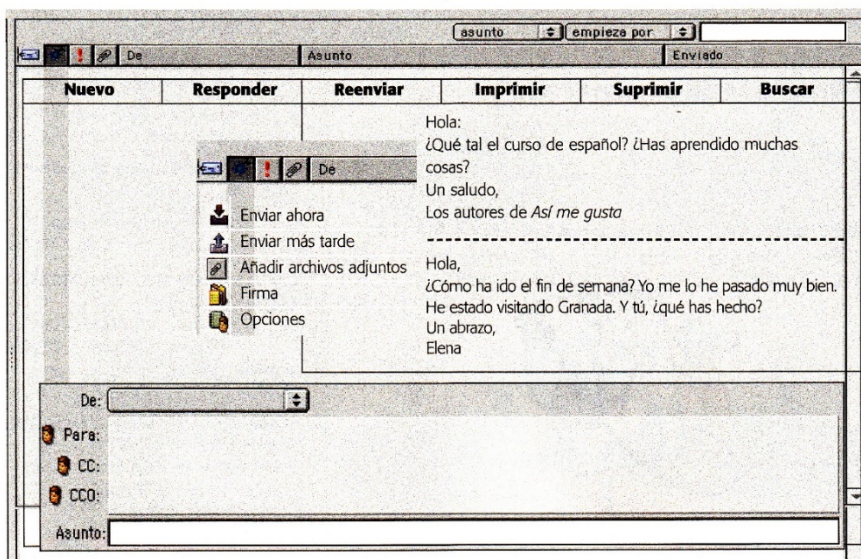 asunto empieza por
De Asunto Enviado
Nuevo Responder Reenviar Imprimir Suprimir Buscar
Hola:
¿Qué tal el curso de español? ¿Has aprendido muchas
cosas?
Un saludo,
Los autores de Así me gusta
De
Enviar ahora
Enviar más tarde
Añadir archivos adjuntos
Firma
Opciones
Hola,
¿Cómo ha ido el fin de semana? Yo me lo he pasado muy bien.
He estado visitando Granada. Y tú, ¿qué has hecho?
Un abrazo,
Elena
De:
Para:
CC:
CCO:
Asunto: